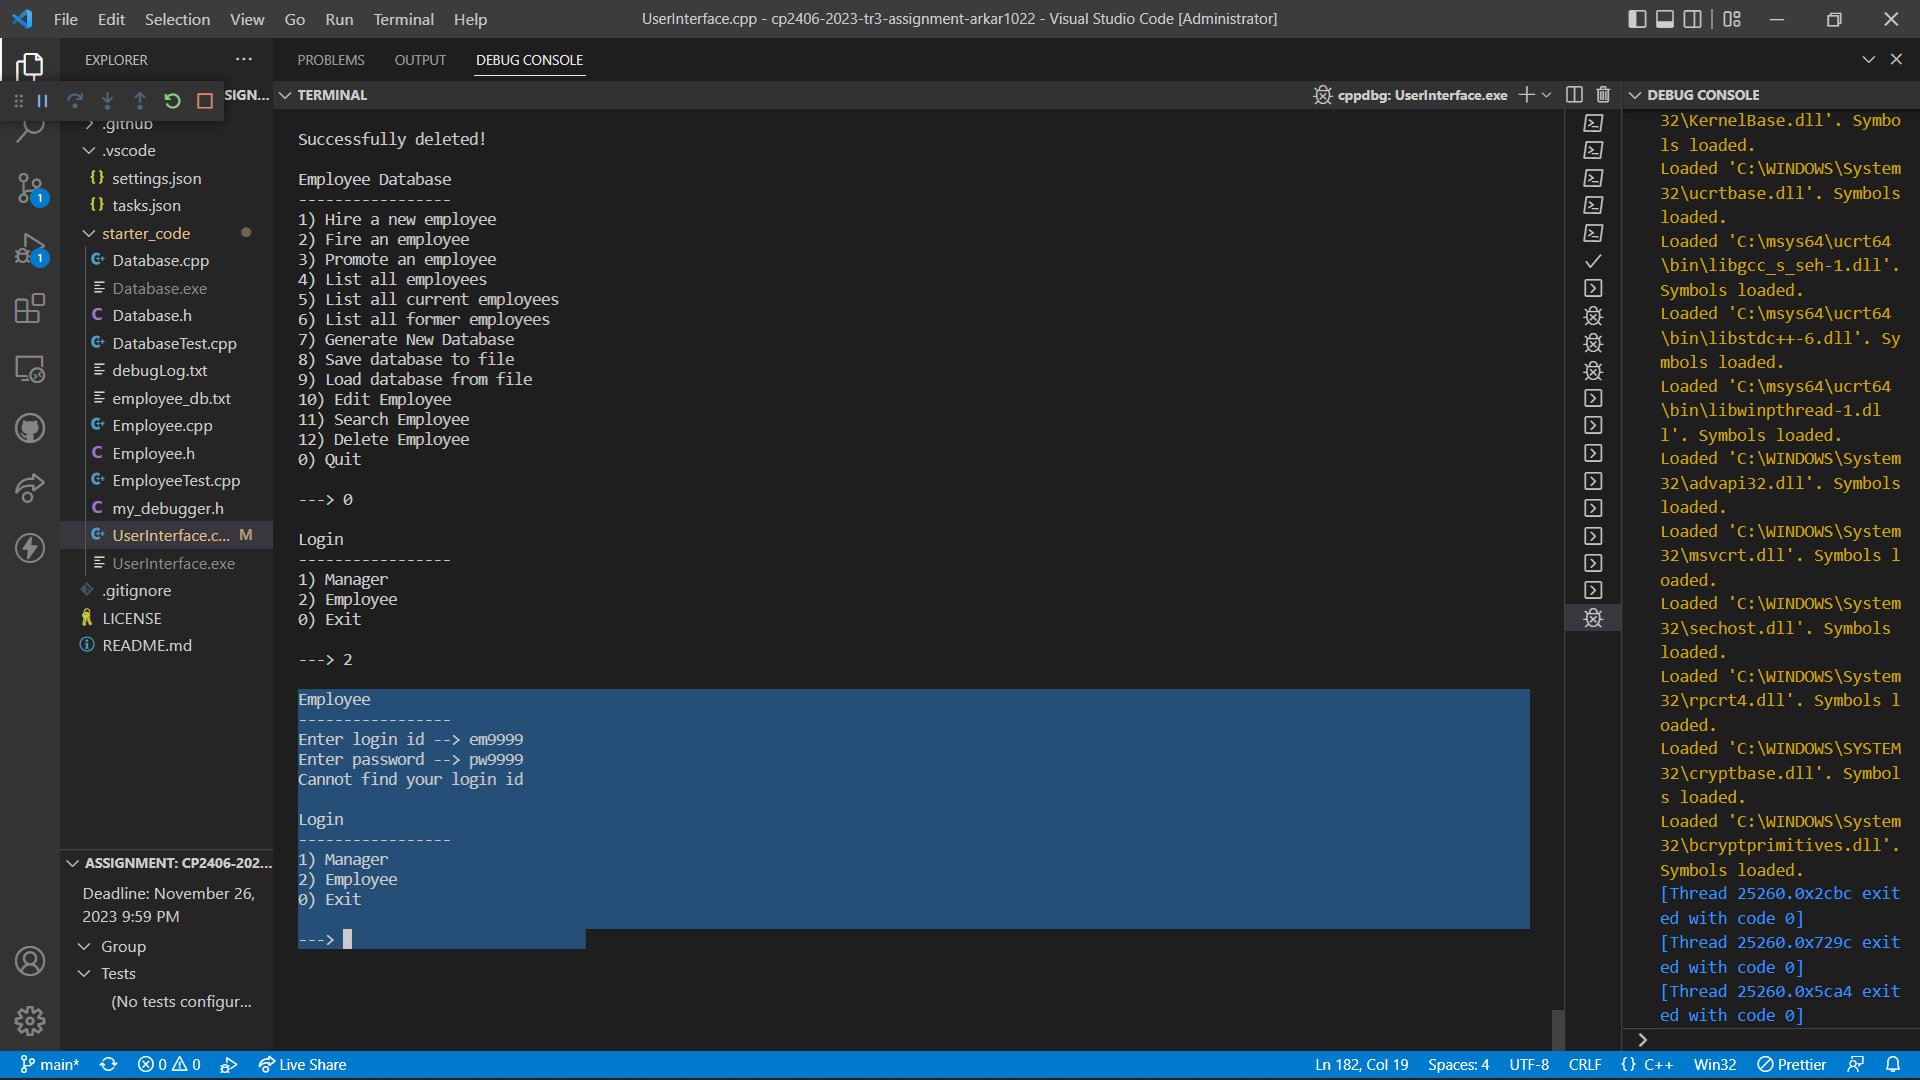 File Edit Selection View Go Run Terminal Help
UserInterface.cpp - cp2406-2023-tr3-assignment-arkar1022 - Visual Studio Code [Administrator]
EXPLORER
PROBLEMS OUTPUT DEBUG CONSOLE
SIGN...
.github
.vscode
settings.json
tasks.json
starter_code
Database.cpp
Database.exe
Database.h
DatabaseTest.cpp
debugLog.txt
employee_db.txt
Employee.cpp
Employee.h
EmployeeTest.cpp
my_debugger.h
UserInterface.c... M
UserInterface.exe
.gitignore
LICENSE
README.md
1
1
ASSIGNMENT: CP2406-202...
Deadline: November 26,
2023 9:59 PM
Group
Tests
(No tests configur...
TERMINAL
cppdbg: UserInterface.exe
Successfully deleted!
Employee Database
-----------------
1) Hire a new employee
2) Fire an employee
3) Promote an employee
4) List all employees
5) List all current employees
6) List all former employees
7) Generate New Database
8) Save database to file
9) Load database from file
10) Edit Employee
11) Search Employee
12) Delete Employee
0) Quit
---> 0
Login
-----------------
1) Manager
2) Employee
0) Exit
---> 2
Employee
-----------------
Enter login id --> em9999
Enter password --> pw9999
Cannot find your login id
Login
-----------------
1) Manager
2) Employee
0) Exit
--->
DEBUG CONSOLE
32\KernelBase.dll'. Symbo
ls loaded.
Loaded 'C:\WINDOWS\System
32\ucrtbase.dll'. Symbols
loaded.
Loaded 'C:\msys64\ucrt64
\bin\libgcc_s_seh-1.dll'.
Symbols loaded.
Loaded 'C:\msys64\ucrt64
\bin\libstdc++-6.dll'. Sy
mbols loaded.
Loaded 'C:\msys64\ucrt64
\bin\libwinpthread-1.dl
l'. Symbols loaded.
Loaded 'C:\WINDOWS\System
32\advapi32.dll'. Symbols
loaded.
Loaded 'C:\WINDOWS\System
32\msvcrt.dll'. Symbols l
oaded.
Loaded 'C:\WINDOWS\System
32\sechost.dll'. Symbols
loaded.
Loaded 'C:\WINDOWS\System
32\rpcrt4.dll'. Symbols l
oaded.
Loaded 'C:\WINDOWS\SYSTEM
32\cryptbase.dll'. Symbol
s loaded.
Loaded 'C:\WINDOWS\System
32\bcryptprimitives.dll'.
Symbols loaded.
[Thread 25260.0x2cbc exit
ed with code 0]
[Thread 25260.0x729c exit
ed with code 0]
[Thread 25260.0x5ca4 exit
ed with code 0]
main* 0 0 Live Share
Ln 182, Col 19 Spaces: 4 UTF-8 CRLF {} C++ Win32 Prettier